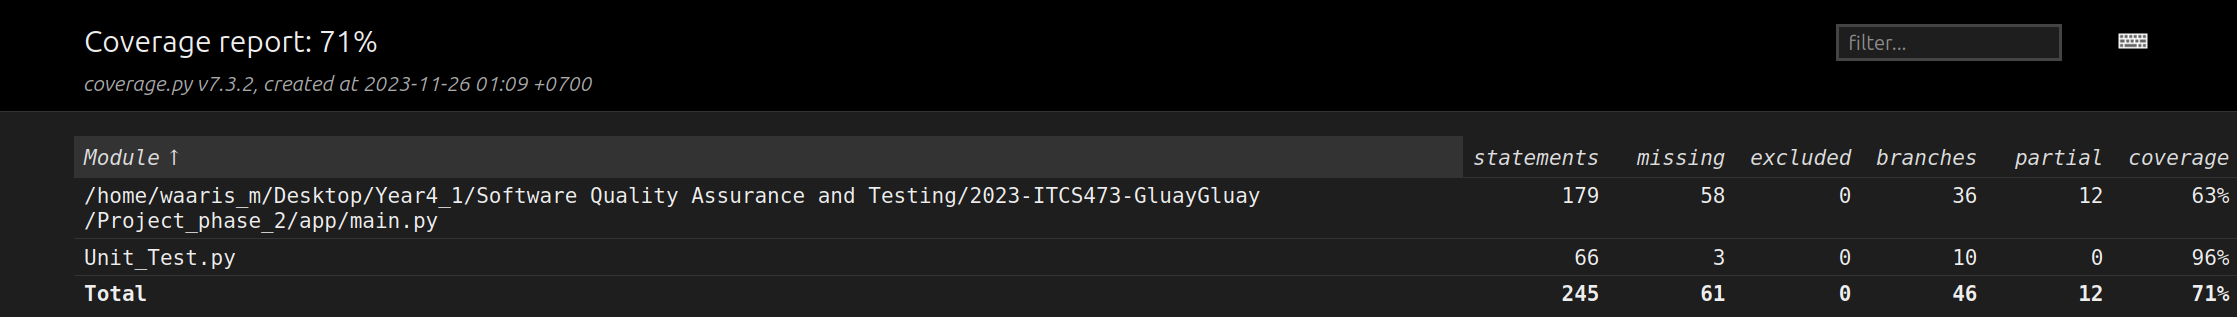 Coverage report: 71%
filter...
coverage.py v7.3.2, created at 2023-11-26 01:09 +0700
Module ↑ statements missing excluded branches partial coverage
/home/waaris_m/Desktop/Year4_1/Software Quality Assurance and Testing/2023-ITCS473-GluayGluay 179 58 0 36 12 63%
/Project_phase_2/app/main.py
Unit_Test.py 66 3 0 10 0 96%
Total 245 61 0 46 12 71%